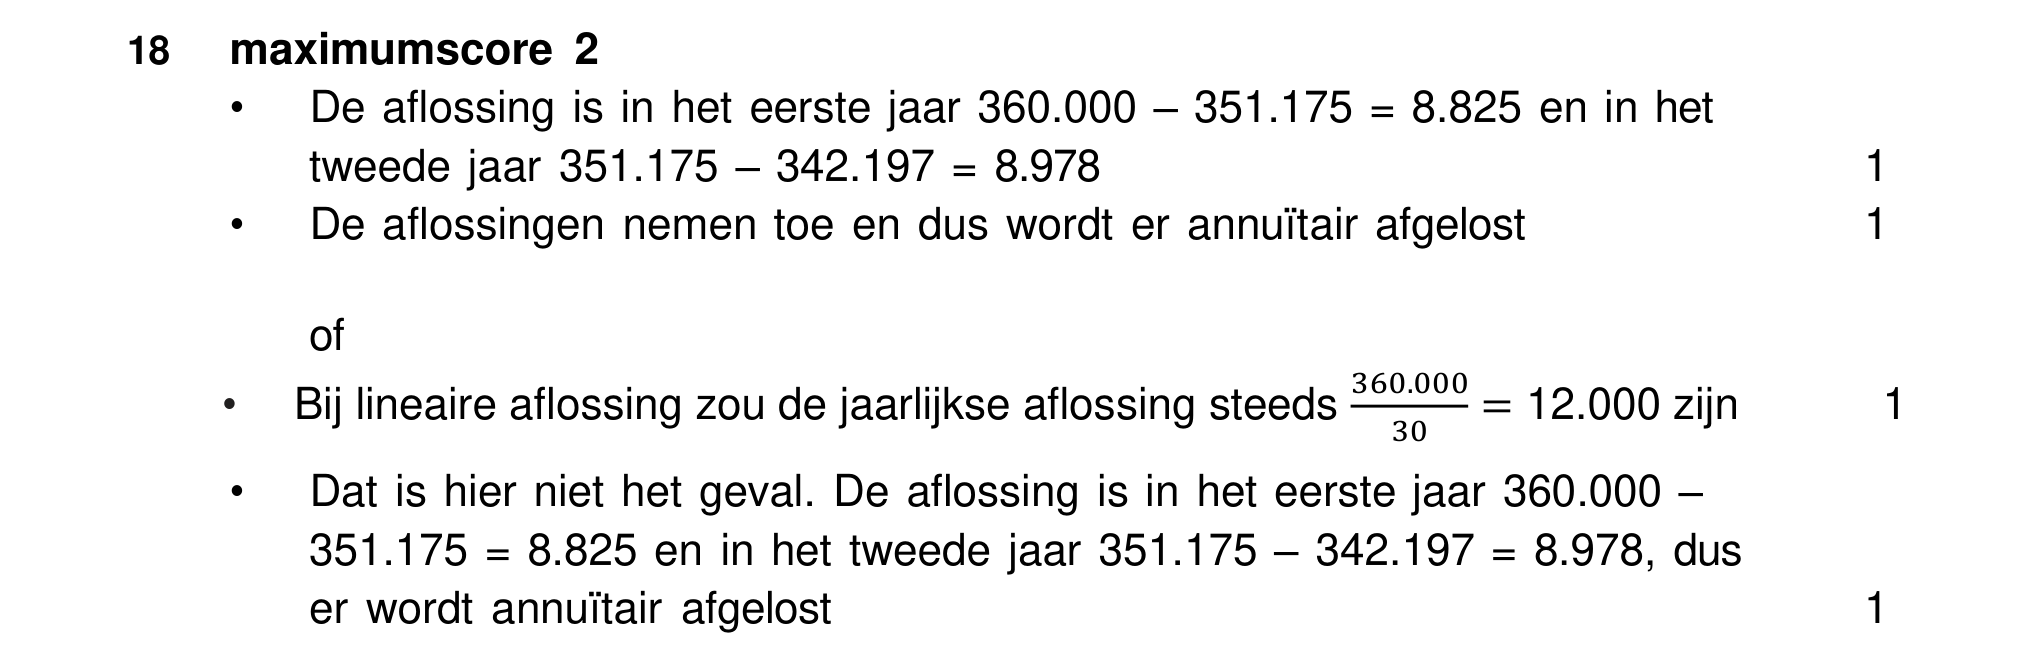 18 maximumscore 2
• De aflossing is in het eerste jaar 360.000 – 351.175 = 8.825 en in het
tweede jaar 351.175 – 342.197 = 8.978 1
• De aflossingen nemen toe en dus wordt er annuïtair afgelost 1
of
• Bij lineaire aflossing zou de jaarlijkse aflossing steeds 360.000/30 = 12.000 zijn 1
• Dat is hier niet het geval. De aflossing is in het eerste jaar 360.000 –
351.175 = 8.825 en in het tweede jaar 351.175 – 342.197 = 8.978, dus
er wordt annuïtair afgelost 1